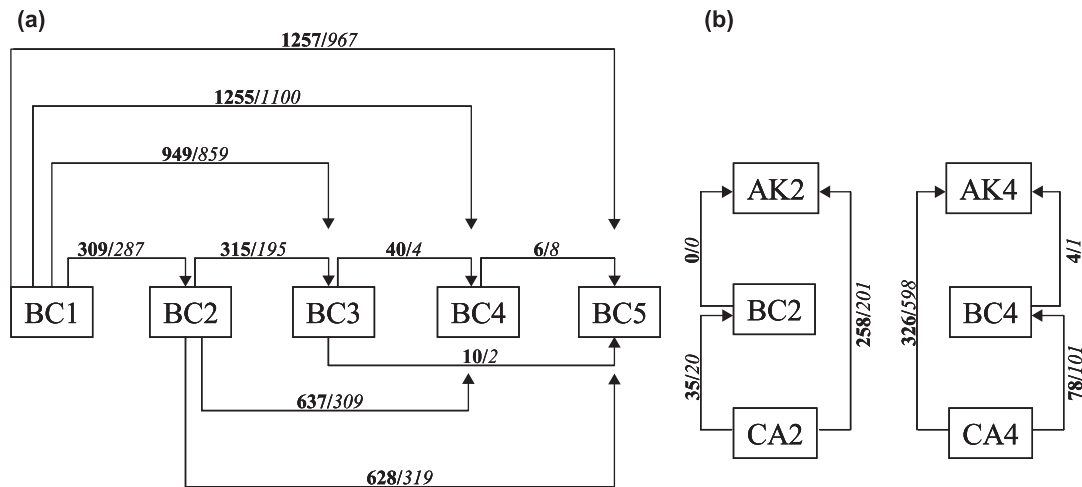 (a)
1257/967
1255/1100
949/859
309/287
315/195
40/4
6/8
BC1
BC2
BC3
BC4
BC5
10/2
637/309
628/319
(b)
AK2
AK4
0/0
258/201
326/598
4/1
BC2
BC4
35/20
78/101
CA2
CA4